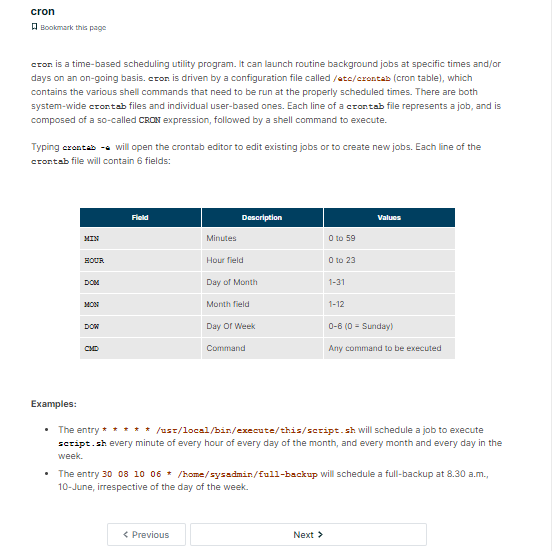 cron
Bookmark this page
cron is a time-based scheduling utility program. It can launch routine background jobs at specific times and/or
days on an on-going basis. cron is driven by a configuration file called /etc/crontab (cron table), which
contains the various shell commands that need to be run at the properly scheduled times. There are both
system-wide crontab files and individual user-based ones. Each line of a crontab file represents a job, and is
composed of a so-called CRON expression, followed by a shell command to execute.
Typing crontab -e will open the crontab editor to edit existing jobs or to create new jobs. Each line of the
crontab file will contain 6 fields:
Field Description Values
MIN Minutes 0 to 59
HOUR Hour field 0 to 23
DOM Day of Month 1-31
MON Month field 1-12
DOW Day Of Week 0-6 (0 = Sunday)
CMD Command Any command to be executed
Examples:
• The entry * * * * * /usr/local/bin/execute/this/script.sh will schedule a job to execute
script.sh every minute of every hour of every day of the month, and every month and every day in the
week.
• The entry 30 08 10 06 * /home/sysadmin/full-backup will schedule a full-backup at 8.30 a.m.,
10-June, irrespective of the day of the week.
< Previous
Next >